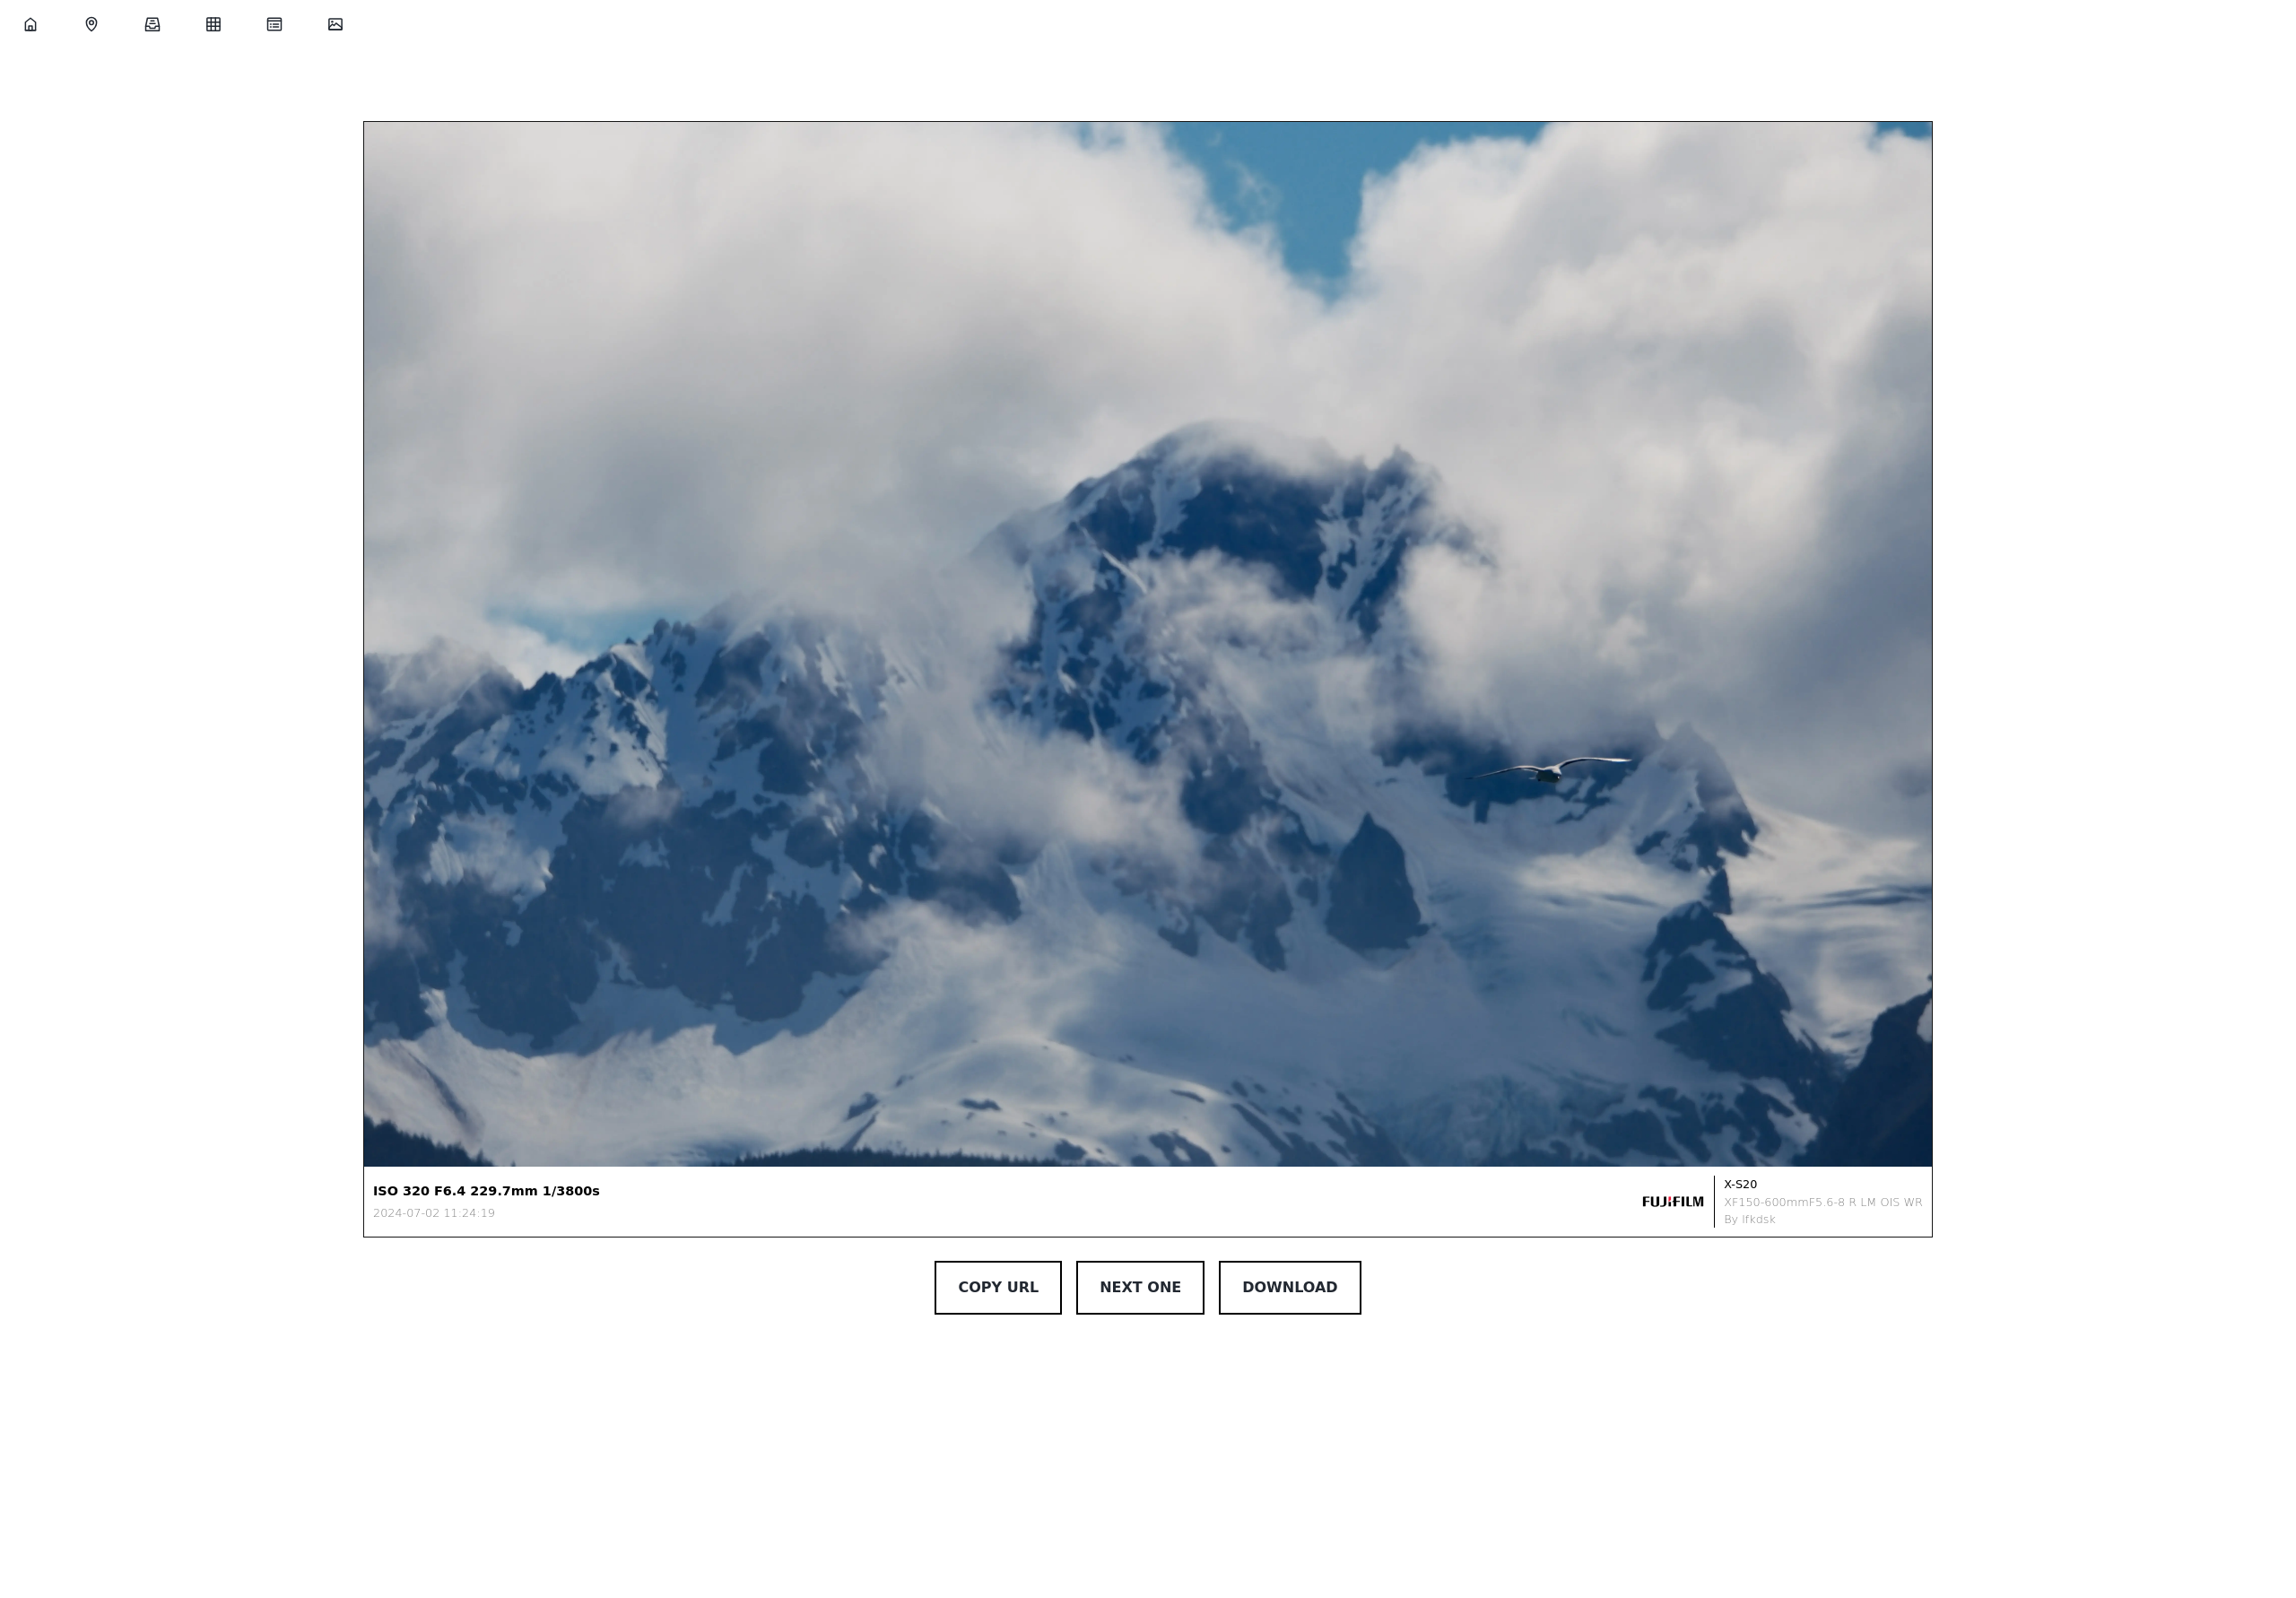 ISO 320 F6.4 229.7mm 1/3800s
2024-07-02 11:24:19
FUJIFILM
X-S20
XF150-600mmF5.6-8 R LM OIS WR
By lfkdsk
COPY URL
NEXT ONE
DOWNLOAD